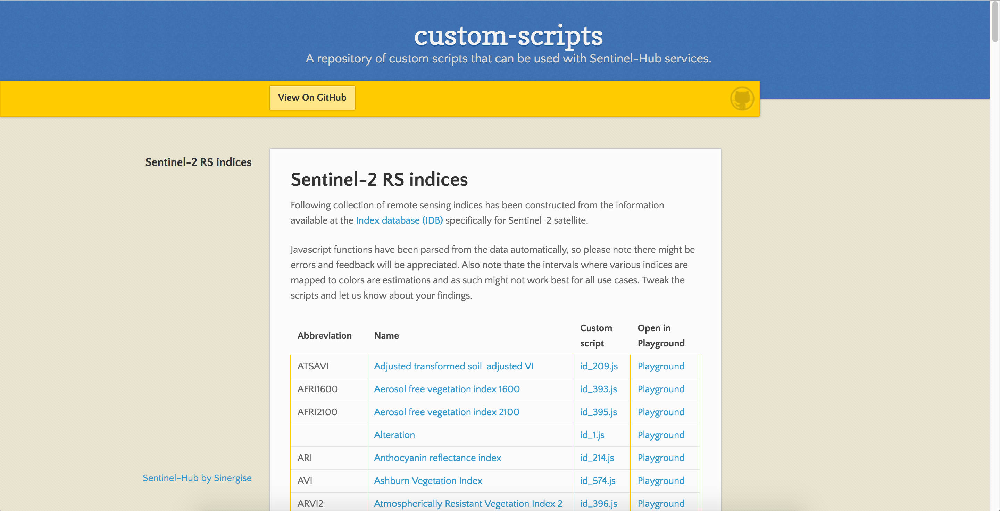 custom-scripts
A repository of custom scripts that can be used with Sentinel-Hub services.
View On GitHub
Sentinel-2 RS indices
Sentinel-2 RS indices
Following collection of remote sensing indices has been constructed from the information
available at the Index database (IDB) specifically for Sentinel-2 satellite.
Javascript functions have been parsed from the data automatically, so please note there might be
errors and feedback will be appreciated. Also note thate the intervals where various indices are
mapped to colors are estimations and as such might not work best for all use cases. Tweak the
scripts and let us know about your findings.
Abbreviation Name Custom script Open in Playground
ATSAVI Adjusted transformed soil-adjusted VI id_209.js Playground
AFRI1600 Aerosol free vegetation index 1600 id_393.js Playground
AFRI2100 Aerosol free vegetation index 2100 id_395.js Playground
Alteration id_1.js Playground
ARI Anthocyanin reflectance index id_214.js Playground
AVI Ashburn Vegetation Index id_574.js Playground
ARVI2 Atmospherically Resistant Vegetation Index 2 id_396.js Playground
Sentinel-Hub by Sinergise